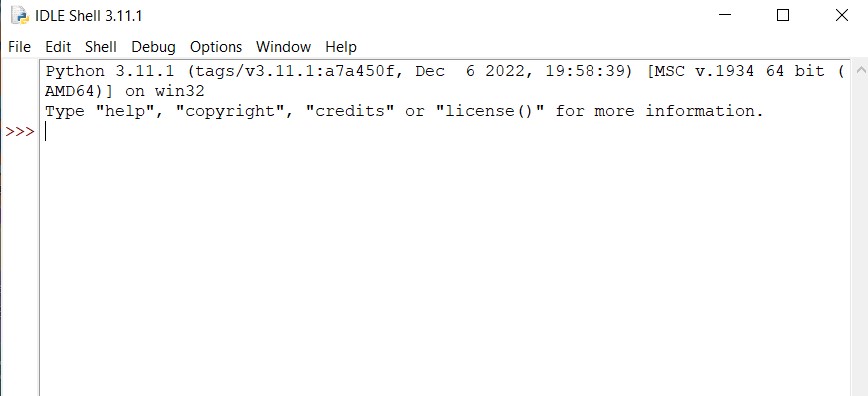 IDLE Shell 3.11.1
File Edit Shell Debug Options Window Help
Python 3.11.1 (tags/v3.11.1:a7a450f, Dec  6 2022, 19:58:39) [MSC v.1934 64 bit (
AMD64)] on win32
Type "help", "copyright", "credits" or "license()" for more information.
>>>